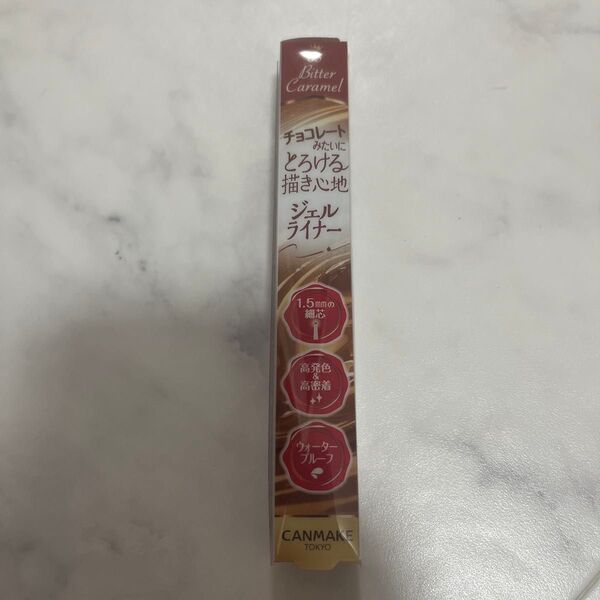 Bitter
Caramel
チョコレート
みたいに
とろける
描き心地
ジェル
ライナー
1.5mmの
細芯
高発色
&
高密着
ウォーター
プルーフ
CANMAKE
TOKYO